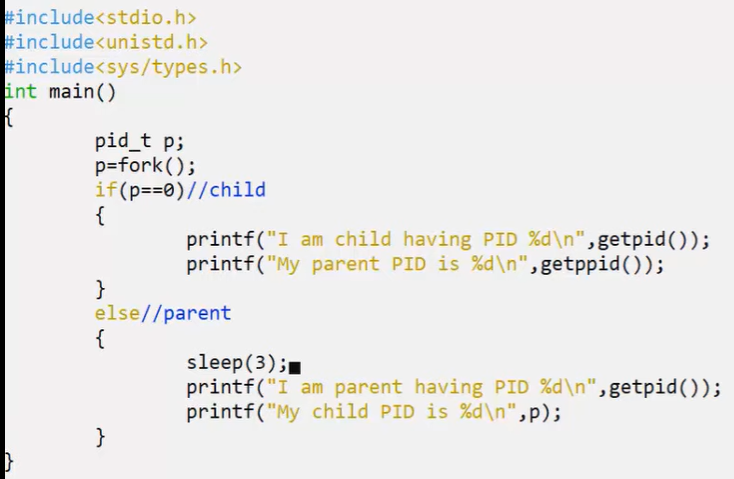 #include<stdio.h>
#include<unistd.h>
#include<sys/types.h>
int main()
{
pid_t p;
p=fork();
if(p==0)//child
{
printf("I am child having PID %d\n",getpid());
printf("My parent PID is %d\n",getppid());
}
else//parent
{
sleep(3);
printf("I am parent having PID %d\n",getpid());
printf("My child PID is %d\n",p);
}
}